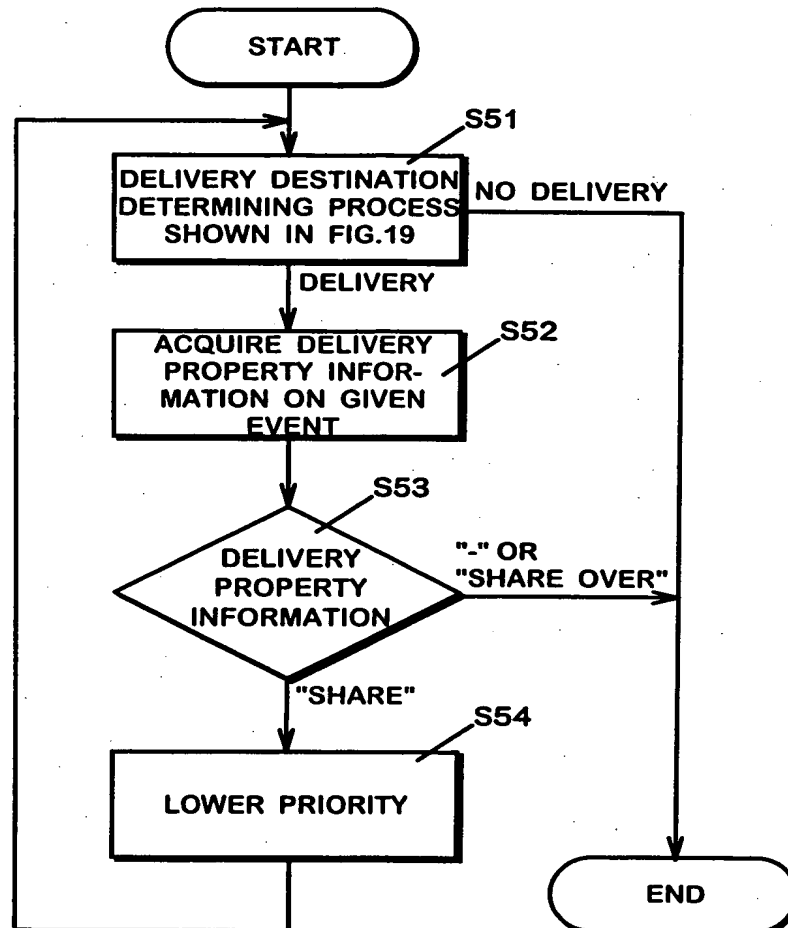 START
S51
DELIVERY DESTINATION
DETERMINING PROCESS
SHOWN IN FIG.19
NO DELIVERY
DELIVERY
S52
ACQUIRE DELIVERY
PROPERTY INFOR-
MATION ON GIVEN
EVENT
S53
DELIVERY
PROPERTY
INFORMATION
"-" OR
"SHARE OVER"
"SHARE"
S54
LOWER PRIORITY
END